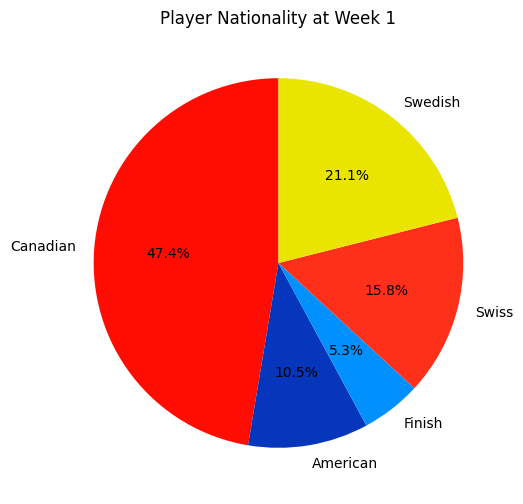 Player Nationality at Week 1
Swedish
21.1%
Canadian
47.4%
15.8%
Swiss
5.3%
10.5%
Finish
American